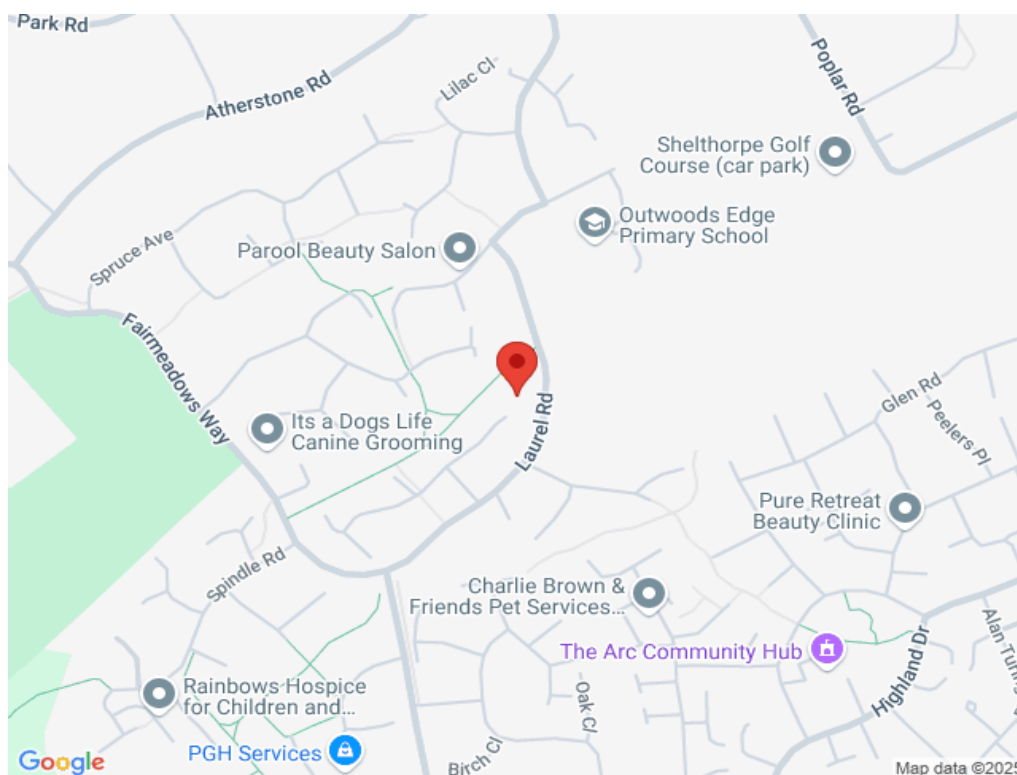 Park Rd
Atherstone Rd
Lilac Cl
Poplar Rd
Shelthorpe Golf
Course (car park)
Outwoods Edge
Primary School
Parool Beauty Salon
Spruce Ave
Fairmeadows Way
Its a Dogs Life
Canine Grooming
Laurel Rd
Glen Rd
Peelers Pl
Pure Retreat
Beauty Clinic
Spindle Rd
Charlie Brown &
Friends Pet Services...
The Arc Community Hub
Highland Dr
Alan Turing
Rainbows Hospice
for Children and...
Oak Cl
PGH Services
Birch Cl
Google
Map data ©2025